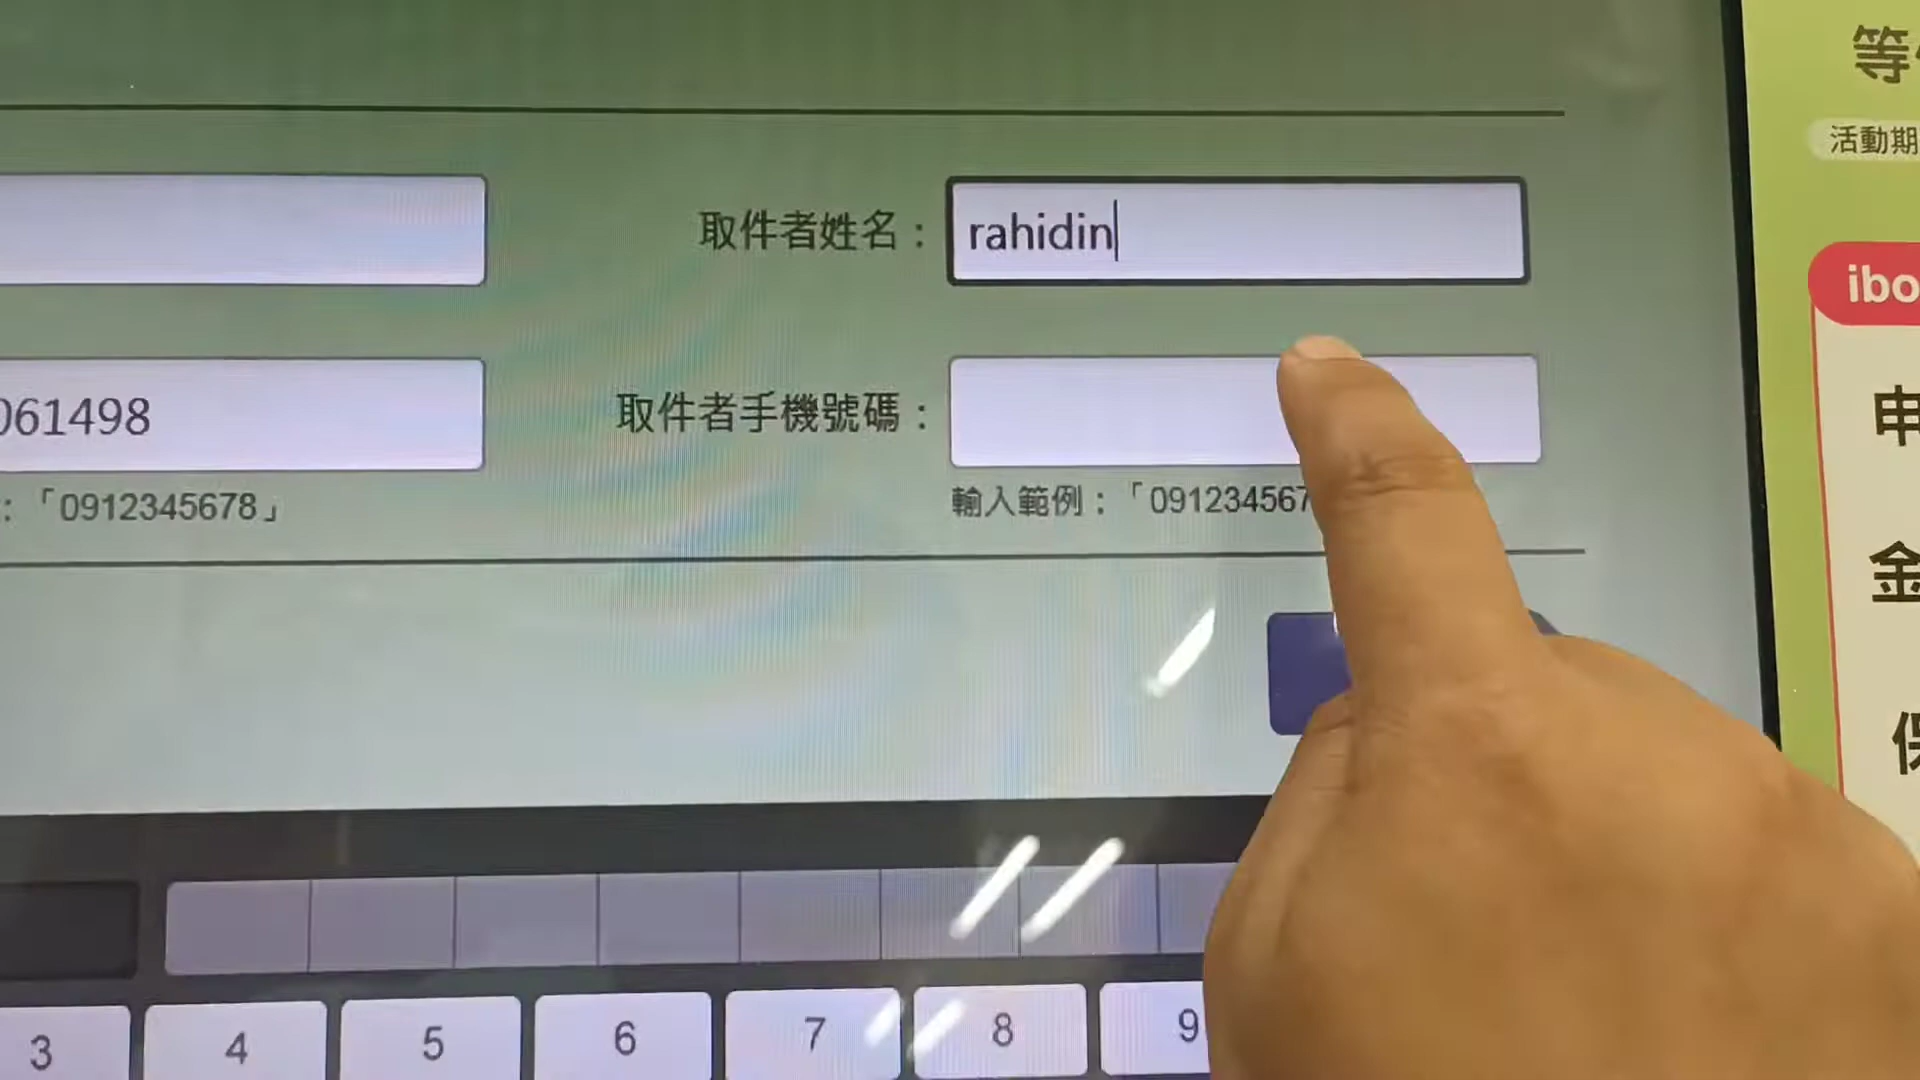 取件者姓名：
rahidin
061498
取件者手機號碼：
：「0912345678」
輸入範例：「091234567
3 4 5 6 7 8 9
等
活動期
ibo
申
金
保